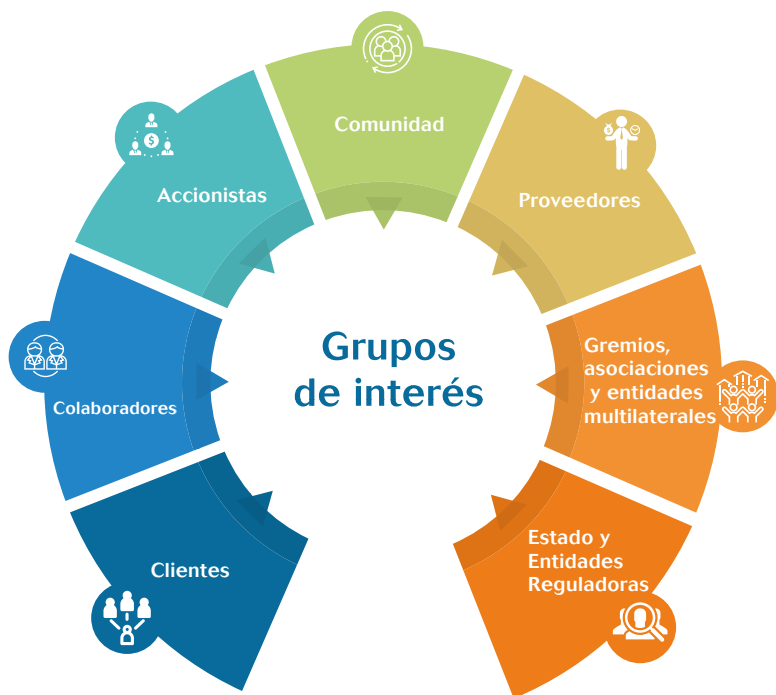 Comunidad
Accionistas
Proveedores
Grupos
de interés
Gremios,
asociaciones
y entidades
multilaterales
Colaboradores
Clientes
Estado y
Entidades
Reguladoras
$
$